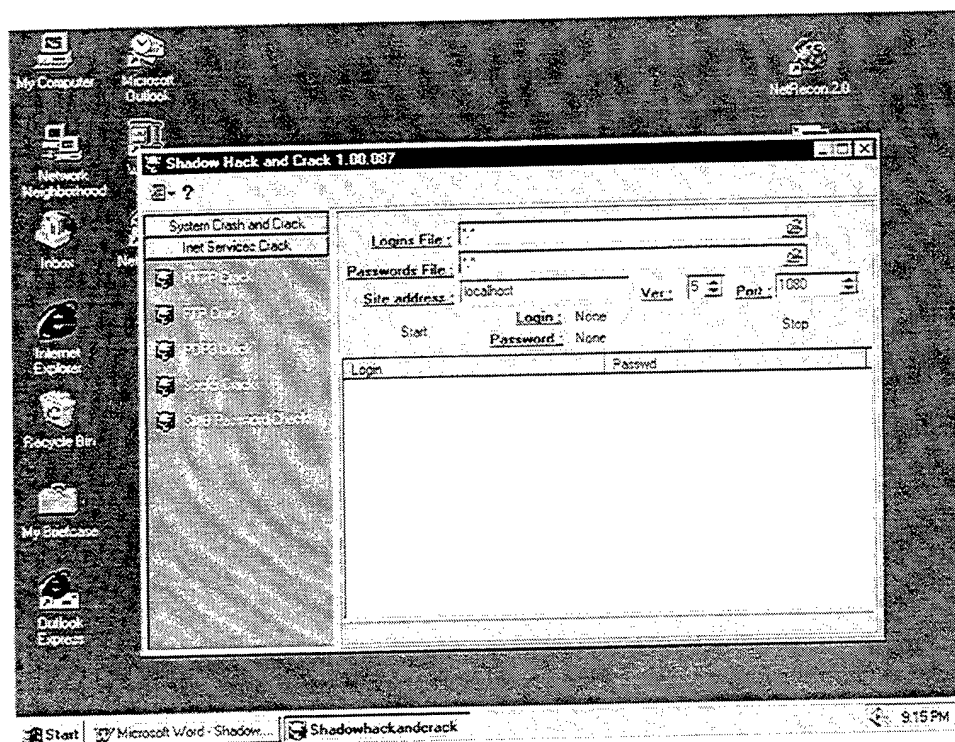 My Computer
Microsoft Outlook
NetRecon 2.0
Network Neighborhood
Inbox
Internet Explorer
Recycle Bin
My Briefcase
Outlook Express
Shadow Hack and Crack 1.00.087
?
System Crash and Crack
Inet Services Crack
POP3 Crack
Logins File :
*.*
Passwords File :
*.*
Site address :
localhost
Ver :
5
Port :
1080
Login : None
Start
Stop
Password : None
Login
Passwd
Start
Microsoft Word - Shadow...
Shadowhackandcrack
9:15 PM